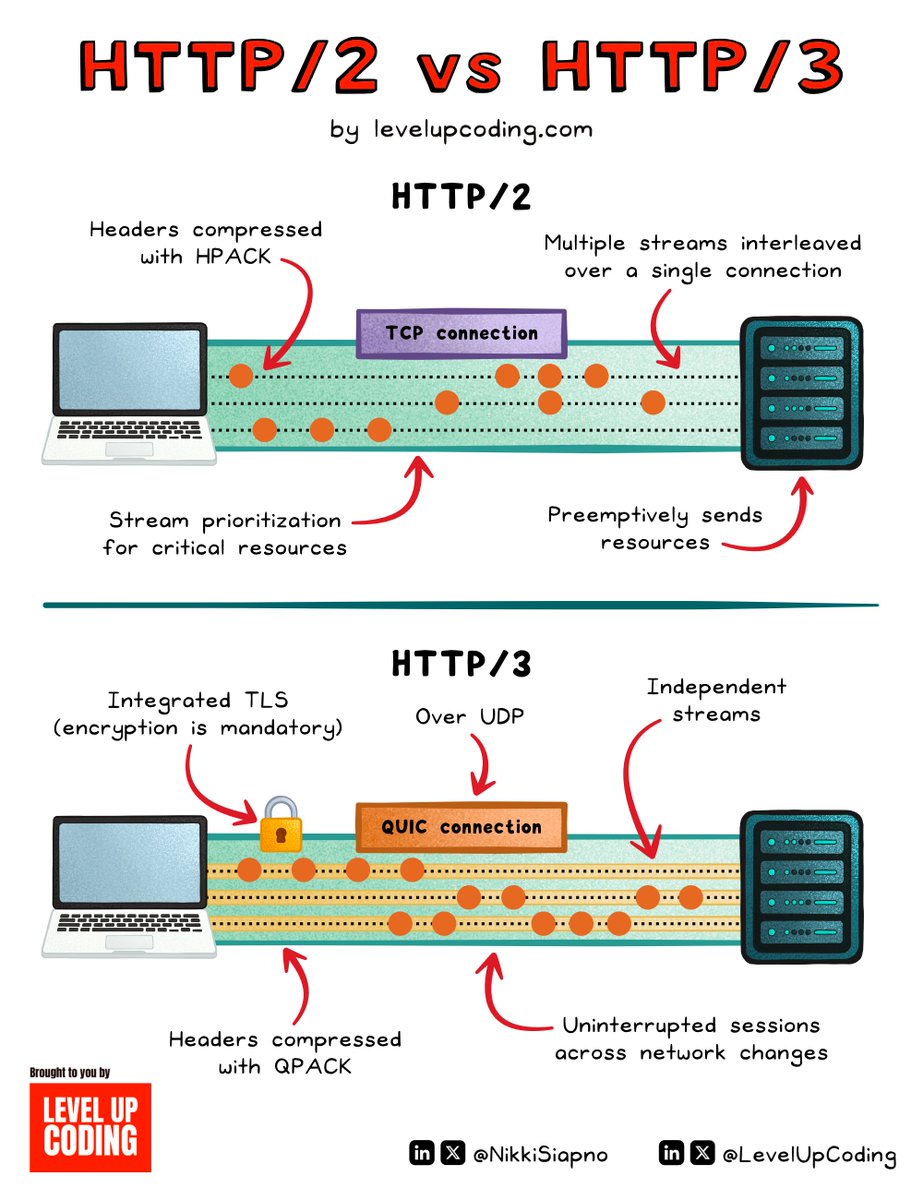 HTTP/2 vs HTTP/3
by levelupcoding.com
HTTP/2
Headers compressed
with HPACK
Multiple streams interleaved
over a single connection
TCP connection
Stream prioritization
for critical resources
Preemptively sends
resources
HTTP/3
Integrated TLS
(encryption is mandatory)
Over UDP
Independent
streams
QUIC connection
Headers compressed
with QPACK
Uninterrupted sessions
across network changes
Brought to you by
LEVEL UP
CODING
in X @NikkiSiapno
in X @LevelUpCoding